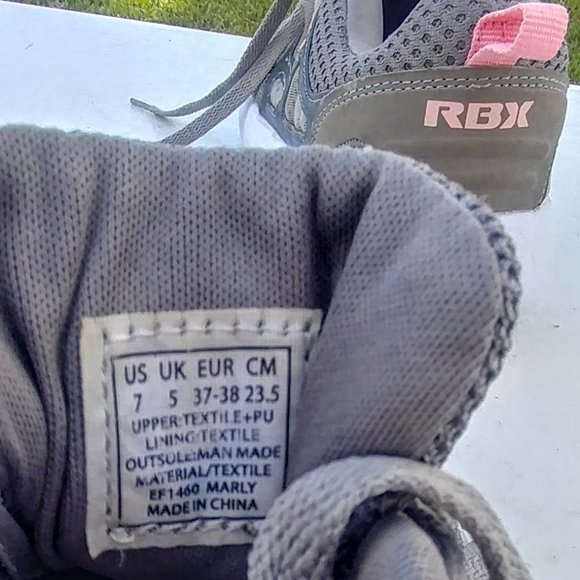 RBX
US UK EUR CM
7 5 37-38 23.5
UPPER:TEXTILE+PU
LINING:TEXTILE
OUTSOLE:MAN MADE
MATERIAL/TEXTILE
EF1460 MARLY
MADE IN CHINA